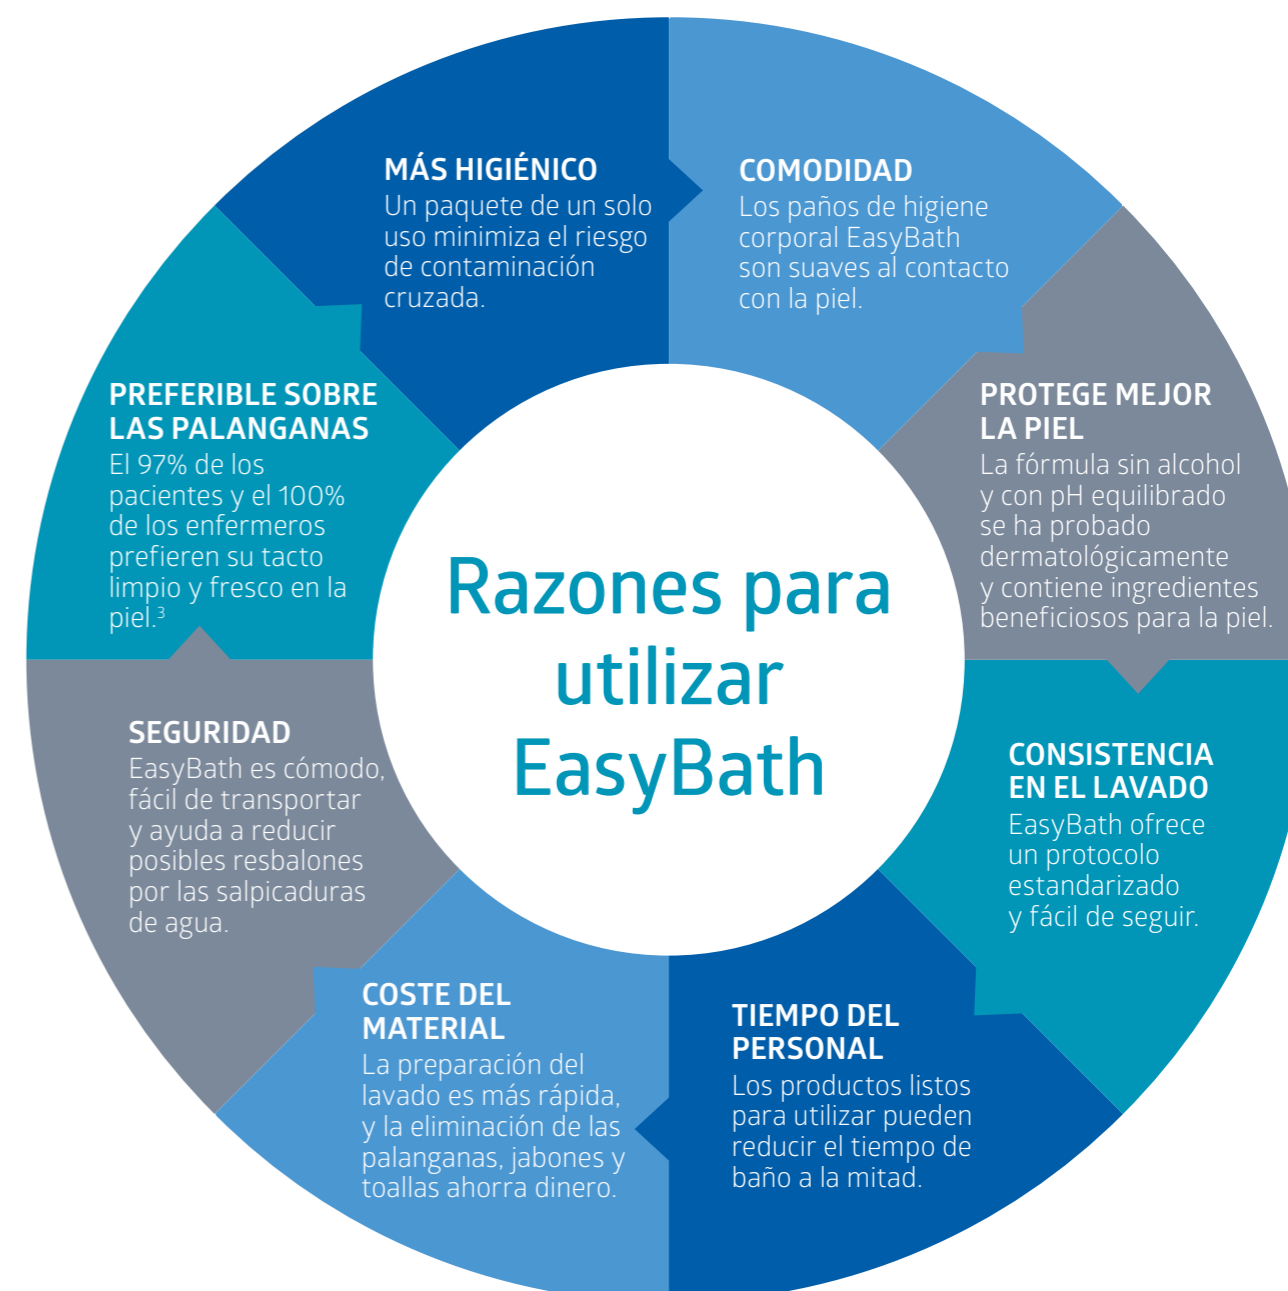 Razones para
utilizar
EasyBath
MÁS HIGIÉNICO
Un paquete de un solo
uso minimiza el riesgo
de contaminación
cruzada.
COMODIDAD
Los paños de higiene
corporal EasyBath
son suaves al contacto
con la piel.
PROTEGE MEJOR
LA PIEL
La fórmula sin alcohol
y con pH equilibrado
se ha probado
dermatológicamente
y contiene ingredientes
beneficiosos para la piel.
CONSISTENCIA
EN EL LAVADO
EasyBath ofrece
un protocolo
estandarizado
y fácil de seguir.
TIEMPO DEL
PERSONAL
Los productos listos
para utilizar pueden
reducir el tiempo de
baño a la mitad.
COSTE DEL
MATERIAL
La preparación del
lavado es más rápida,
y la eliminación de las
palanganas, jabones y
toallas ahorra dinero.
SEGURIDAD
EasyBath es cómodo,
fácil de transportar
y ayuda a reducir
posibles resbalones
por las salpicaduras
de agua.
PREFERIBLE SOBRE
LAS PALANGANAS
El 97% de los
pacientes y el 100%
de los enfermeros
prefieren su tacto
limpio y fresco en la
piel.³